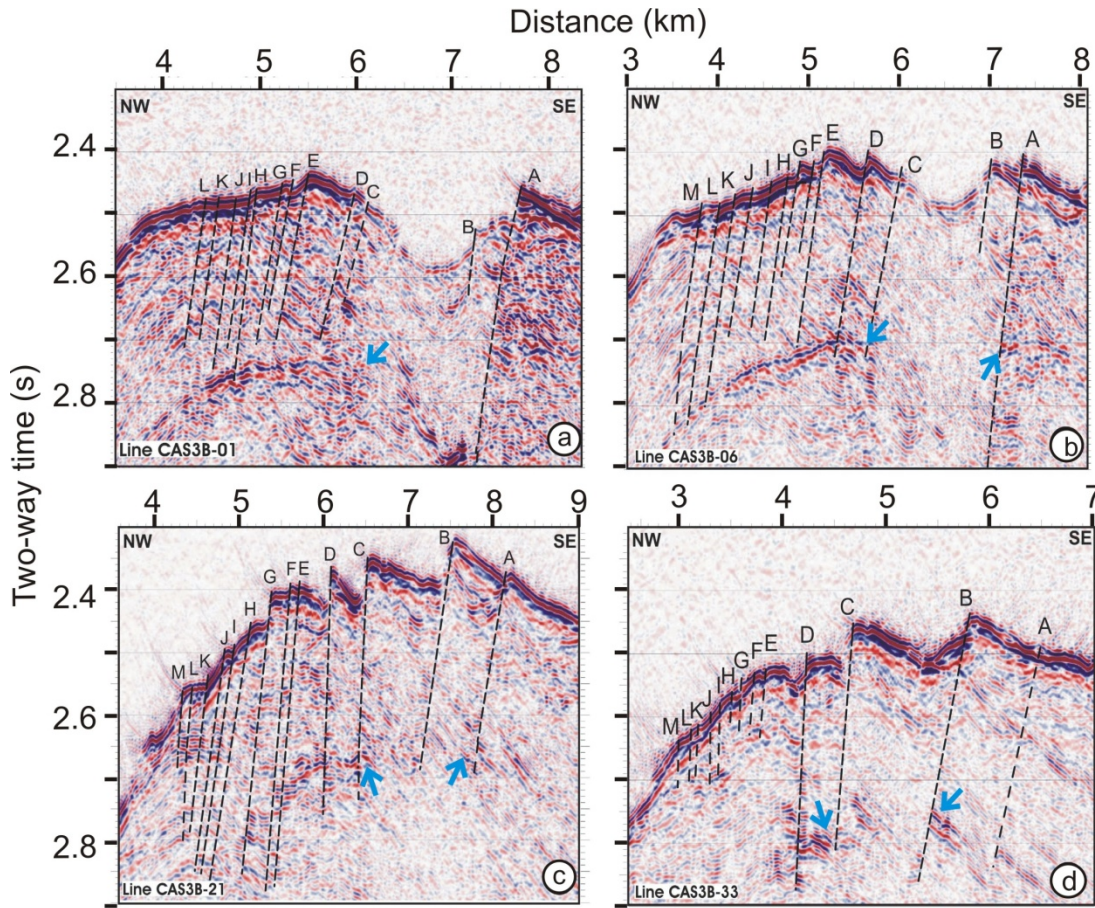 Distance (km)
Two-way time (s)
4 5 6 7 8
3 4 5 6 7 8
2.4
2.6
2.8
NW
SE
L K J I H G F E D C B A
Line CAS3B-01
a
NW
SE
M L K J I H G F E D C B A
Line CAS3B-06
b
4 5 6 7 8 9
3 4 5 6 7
2.4
2.6
2.8
NW
SE
M L K J I H G F E D C B A
Line CAS3B-21
c
NW
SE
M L K J H G F E D C B A
Line CAS3B-33
d